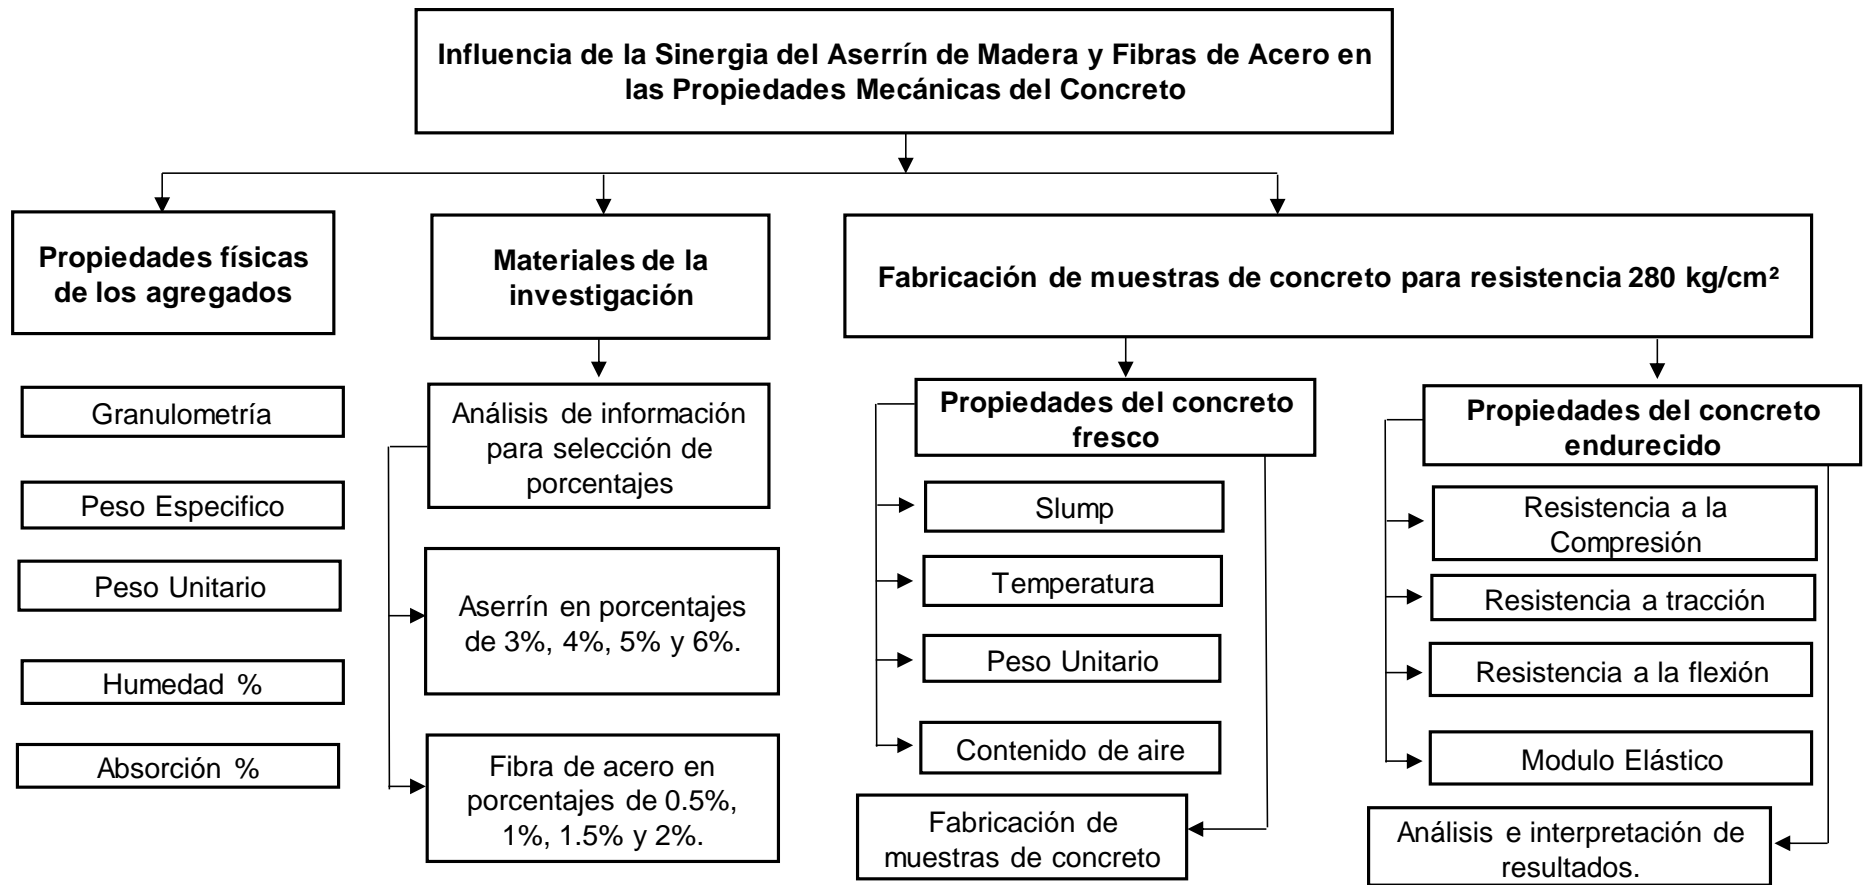 Influencia de la Sinergia del Aserrín de Madera y Fibras de Acero en
las Propiedades Mecánicas del Concreto
Propiedades físicas
de los agregados
Granulometría
Peso Especifico
Peso Unitario
Humedad %
Absorción %
Materiales de la
investigación
Análisis de información
para selección de
porcentajes
Aserrín en porcentajes
de 3%, 4%, 5% y 6%.
Fibra de acero en
porcentajes de 0.5%,
1%, 1.5% y 2%.
Fabricación de muestras de concreto para resistencia 280 kg/cm²
Propiedades del concreto
fresco
Slump
Temperatura
Peso Unitario
Contenido de aire
Fabricación de
muestras de concreto
Propiedades del concreto
endurecido
Resistencia a la
Compresión
Resistencia a tracción
Resistencia a la flexión
Modulo Elástico
Análisis e interpretación de
resultados.